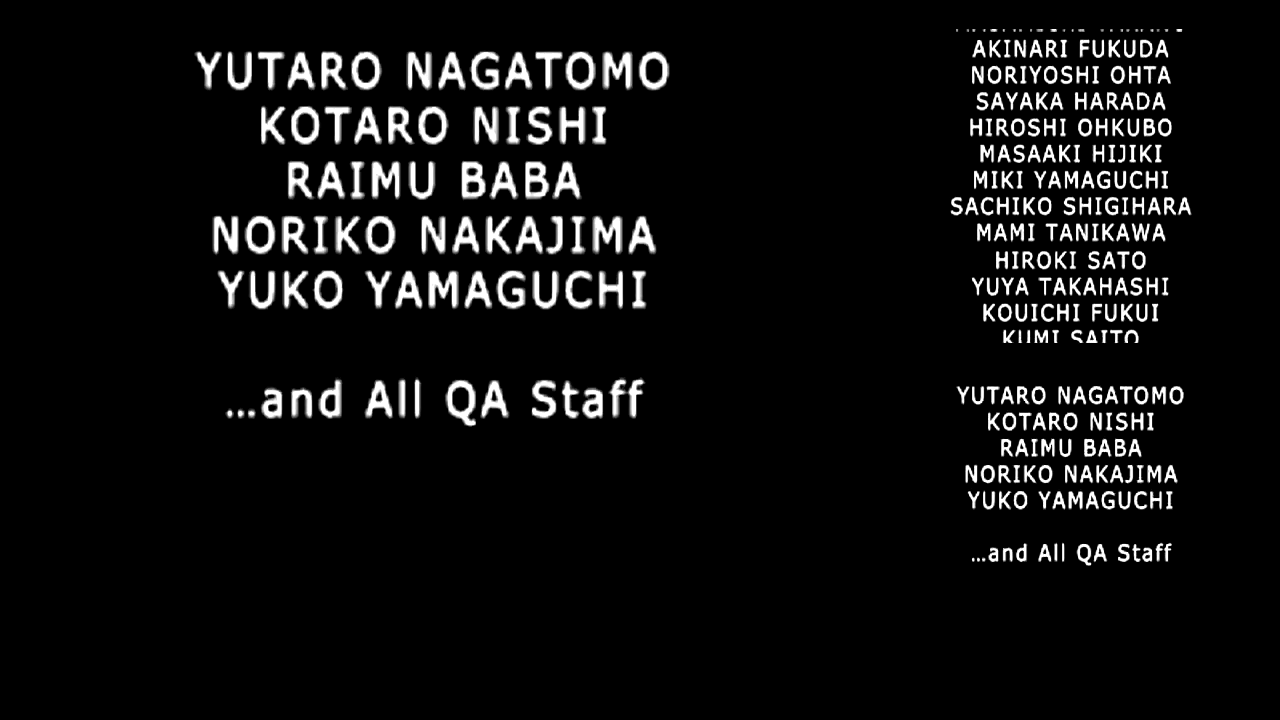 YUTARO NAGATOMO
KOTARO NISHI
RAIMU BABA
NORIKO NAKAJIMA
YUKO YAMAGUCHI
…and All QA Staff
AKINARI FUKUDA
NORIYOSHI OHTA
SAYAKA HARADA
HIROSHI OHKUBO
MASAAKI HIJIKI
MIKI YAMAGUCHI
SACHIKO SHIGIHARA
MAMI TANIKAWA
HIROKI SATO
YUYA TAKAHASHI
KOUICHI FUKUI
KUMI SAITO
YUTARO NAGATOMO
KOTARO NISHI
RAIMU BABA
NORIKO NAKAJIMA
YUKO YAMAGUCHI
…and All QA Staff